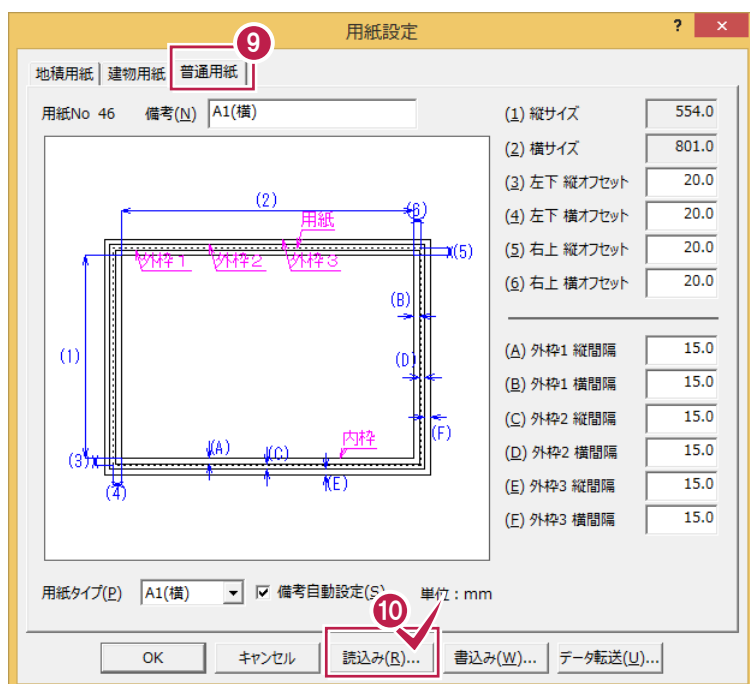 用紙設定
? ×
9
地積用紙 建物用紙 普通用紙
用紙No 46 備考(N) A1(横)
(1) 縦サイズ 554.0
(2) 横サイズ 801.0
(3) 左下 縦オフセット 20.0
(4) 左下 横オフセット 20.0
(5) 右上 縦オフセット 20.0
(6) 右上 横オフセット 20.0
(A) 外枠1 縦間隔 15.0
(B) 外枠1 横間隔 15.0
(C) 外枠2 縦間隔 15.0
(D) 外枠2 横間隔 15.0
(E) 外枠3 縦間隔 15.0
(F) 外枠3 横間隔 15.0
(2)
(6)
用紙
(5)
外枠1 外枠2 外枠3
(B)
(1)
(D)
(F)
内枠
(A) (C)
(3)
(E)
(4)
用紙タイプ(P) A1(横) 備考自動設定(S) 単位：mm
10
OK キャンセル 読込み(R)... 書込み(W)... データ転送(U)...